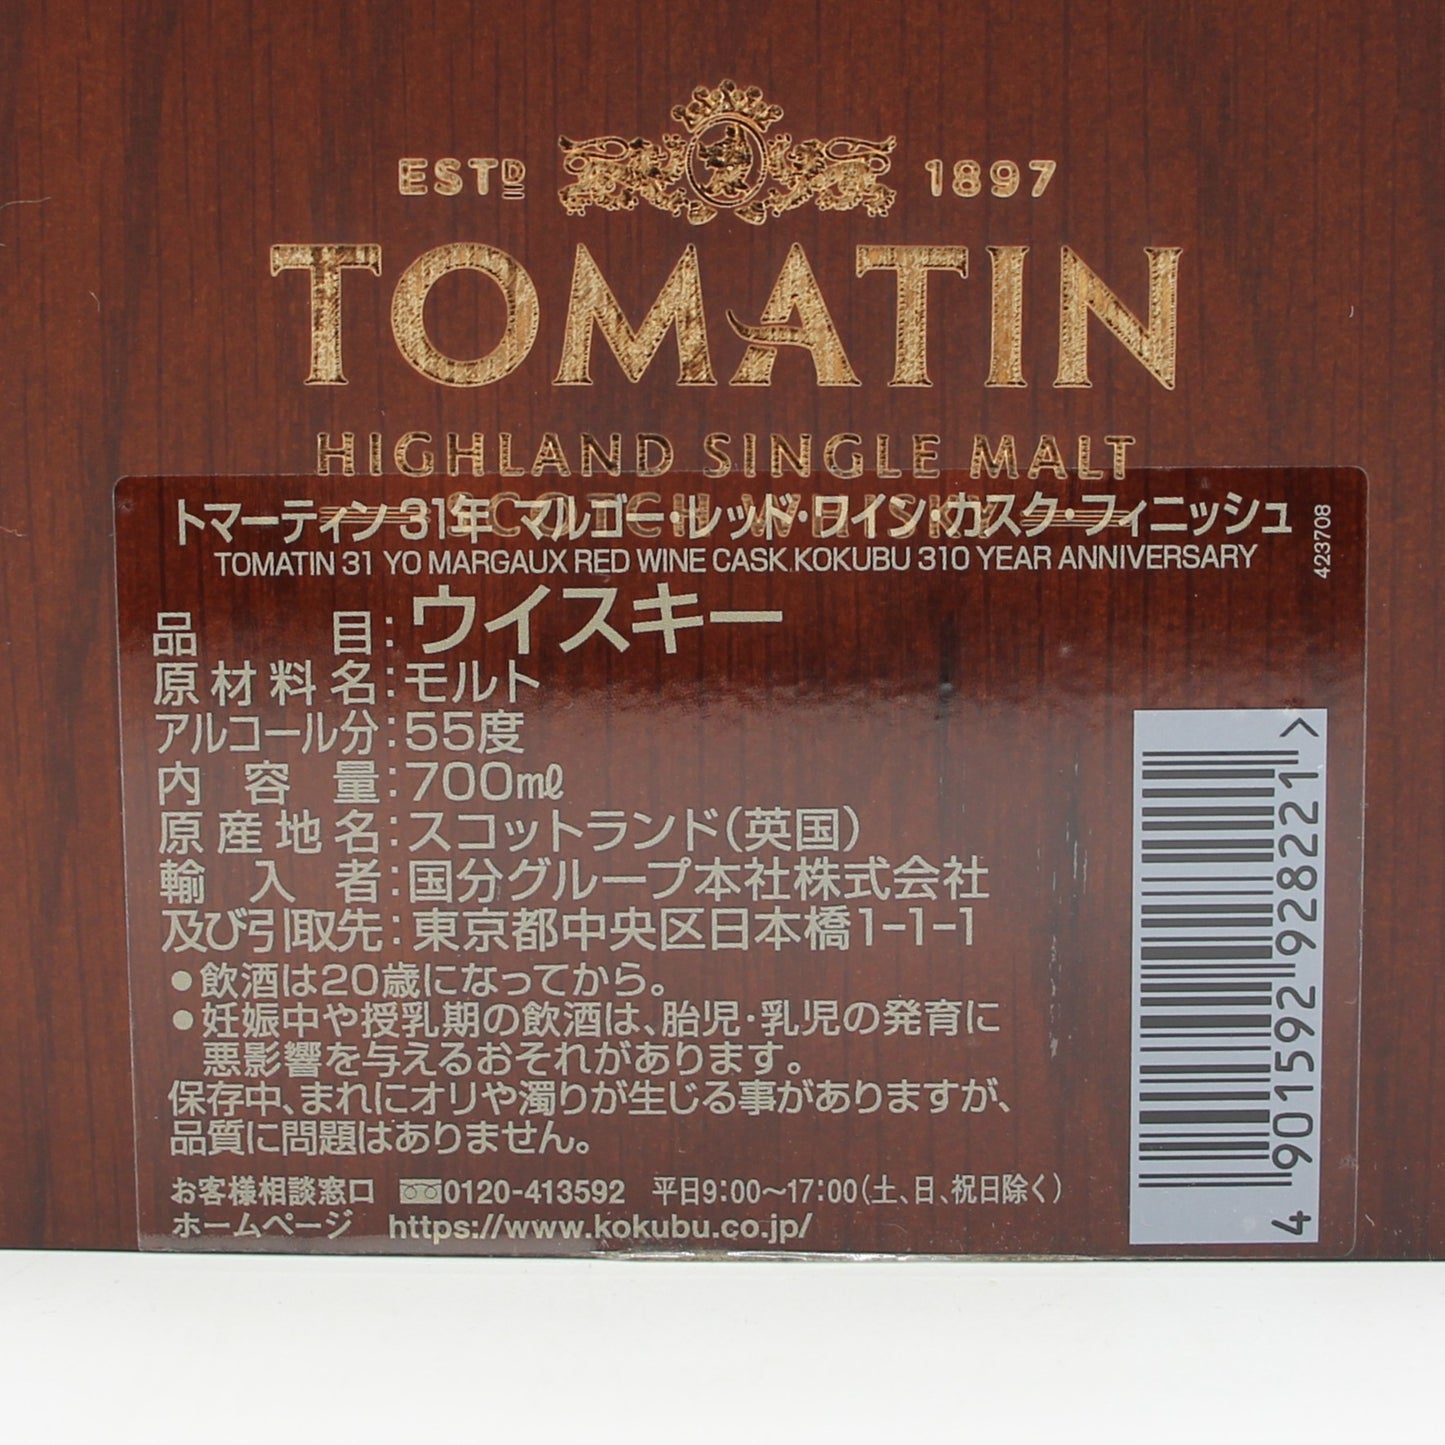 ESTD 1897
TOMATIN
HIGHLAND SINGLE MALT
SCOTCH WHISKY
トマーティン31年 マルゴー・レッド・ワイン・カスク・フィニッシュ
TOMATIN 31 YO MARGAUX RED WINE CASK KOKUBU 310 YEAR ANNIVERSARY
423708
品目:ウイスキー
原材料名:モルト
アルコール分:55度
内容量:700mℓ
原産地名:スコットランド(英国)
輸入者:国分グループ本社株式会社
及び引取先:東京都中央区日本橋1-1-1
●飲酒は20歳になってから。
●妊娠中や授乳期の飲酒は、胎児・乳児の発育に
悪影響を与えるおそれがあります。
保存中、まれにオリや濁りが生じる事がありますが、
品質に問題はありません。
お客様相談窓口 0120-413592 平日9:00〜17:00(土、日、祝日除く)
ホームページ https://www.kokubu.co.jp/
4 901592 928221 >